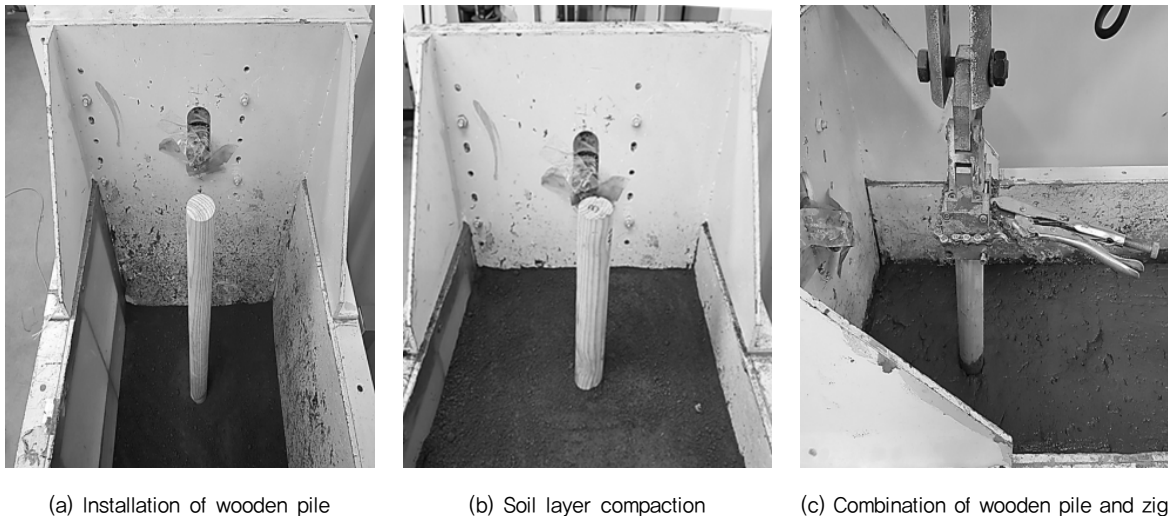 (a) Installation of wooden pile
(b) Soil layer compaction
(c) Combination of wooden pile and zig